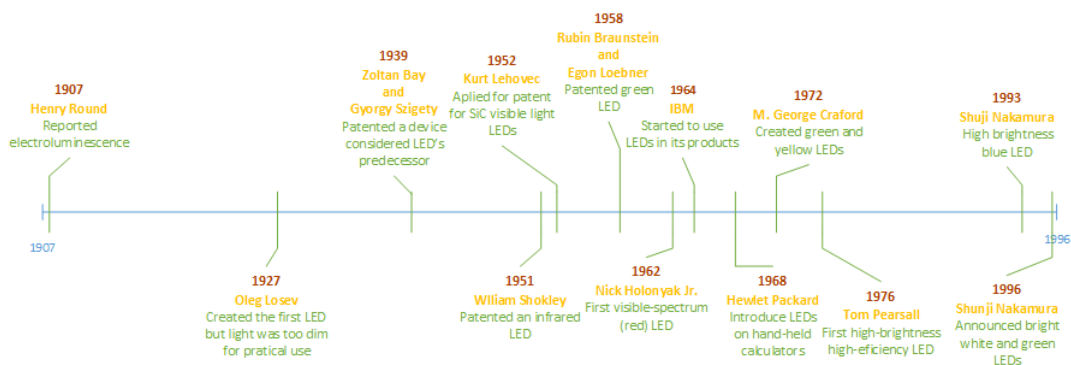 1907
Henry Round
Reported
electroluminescence
1939
Zoltan Bay
and
Gyorgy Szigety
Patented a device
considered LED's
predecessor
1952
Kurt Lehovec
Aplied for patent
for SiC visible light
LEDs
1958
Rubin Braunstein
and
Egon Loebner
Patented green
LED
1964
IBM
Started to use
LEDs in its products
1972
M. George Craford
Created green and
yellow LEDs
1993
Shuji Nakamura
High brightness
blue LED
1907
1996
1927
Oleg Losev
Created the first LED
but light was too dim
for pratical use
1951
Wlliam Shokley
Patented an infrared
LED
1962
Nick Holonyak Jr.
First visible-spectrum
(red) LED
1968
Hewlet Packard
Introduce LEDs
on hand-held
calculators
1976
Tom Pearsall
First high-brightness
high-eficiency LED
1996
Shunji Nakamura
Announced bright
white and green
LEDs